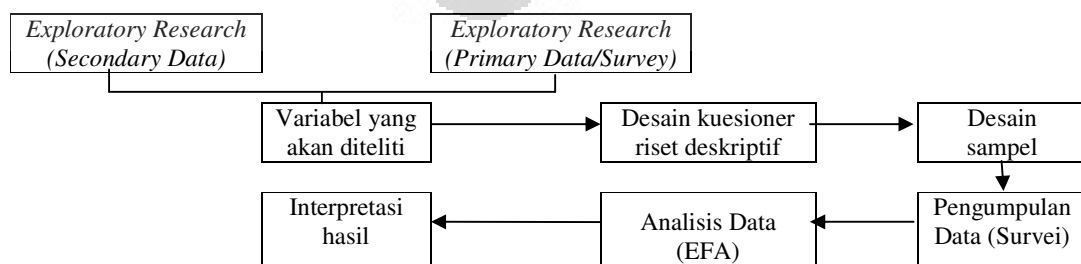 Exploratory Research
(Secondary Data)
Exploratory Research
(Primary Data/Survey)
Variabel yang
akan diteliti
Desain kuesioner
riset deskriptif
Desain
sampel
Interpretasi
hasil
Analisis Data
(EFA)
Pengumpulan
Data (Survei)